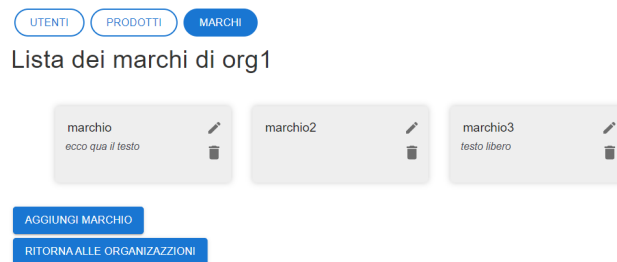 UTENTI PRODOTTI MARCHI
Lista dei marchi di org1
marchio marchio2 marchio3
ecco qua il testo testo libero
AGGIUNGI MARCHIO
RITORNA ALLE ORGANIZAZZIONI